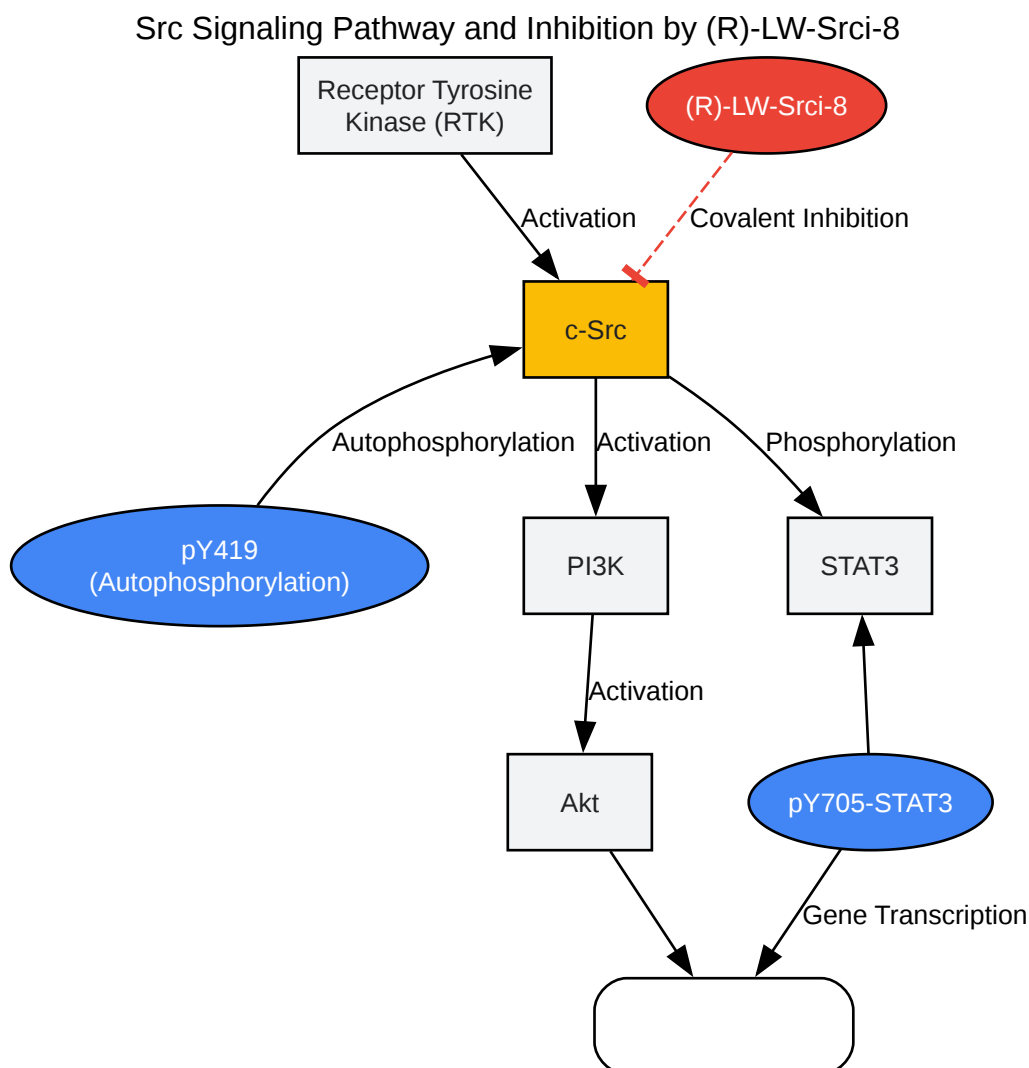 Src Signaling Pathway and Inhibition by (R)-LW-Srci-8
Receptor Tyrosine
Kinase (RTK)
(R)-LW-Srci-8
Activation
Covalent Inhibition
c-Src
Autophosphorylation
Activation
Phosphorylation
pY419
(Autophosphorylation)
PI3K
STAT3
Activation
Akt
pY705-STAT3
Gene Transcription